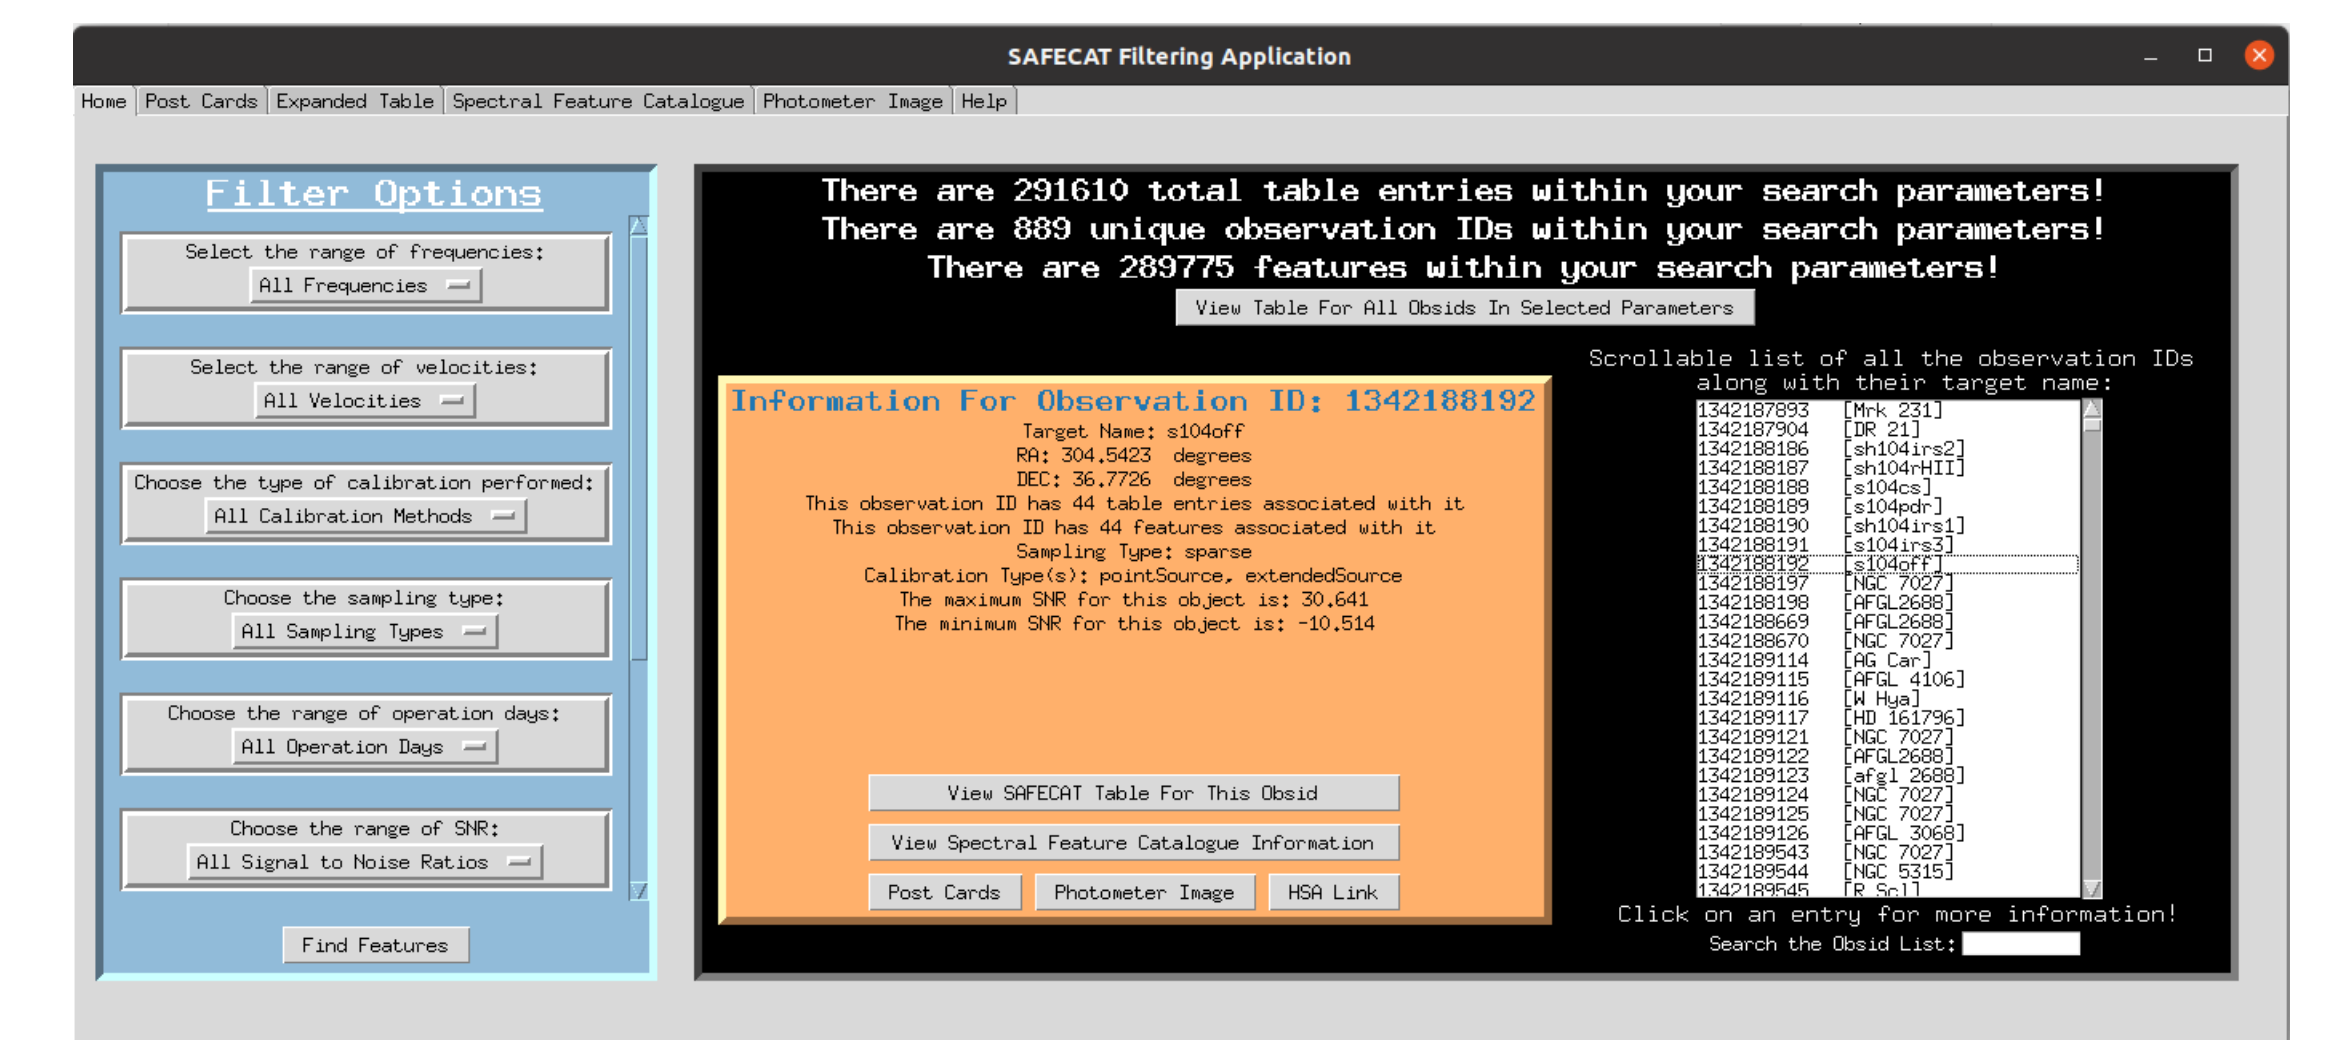 SAFECAT Filtering Application
Home Post Cards Expanded Table Spectral Feature Catalogue Photometer Image Help
Filter Options
Select the range of frequencies:
All Frequencies
Select the range of velocities:
All Velocities
Choose the type of calibration performed:
All Calibration Methods
Choose the sampling type:
All Sampling Types
Choose the range of operation days:
All Operation Days
Choose the range of SNR:
All Signal to Noise Ratios
Find Features
There are 291610 total table entries within your search parameters!
There are 889 unique observation IDs within your search parameters!
There are 289775 features within your search parameters!
View Table For All Obsids In Selected Parameters
Information For Observation ID: 1342188192
Target Name: s104off
RA: 304.5423 degrees
DEC: 36.7726 degrees
This observation ID has 44 table entries associated with it
This observation ID has 44 features associated with it
Sampling Type: sparse
Calibration Type(s): pointSource, extendedSource
The maximum SNR for this object is: 30.641
The minimum SNR for this object is: -10.514
View SAFECAT Table For This Obsid
View Spectral Feature Catalogue Information
Post Cards Photometer Image HSA Link
Scrollable list of all the observation IDs
along with their target name:
1342187893 [Mrk 231]
1342187904 [DR 21]
1342188186 [sh104irs2]
1342188187 [sh104rHII]
1342188188 [s104cs]
1342188189 [s104pdr]
1342188190 [sh104irs1]
1342188191 [s104irs3]
1342188192 [s104off]
1342188197 [NGC 7027]
1342188198 [AFGL2688]
1342188669 [AFGL2688]
1342188670 [NGC 7027]
1342189114 [AG Car]
1342189115 [AFGL 4106]
1342189116 [W Hya]
1342189117 [HD 161796]
1342189121 [NGC 7027]
1342189122 [AFGL2688]
1342189123 [afgl 2688]
1342189124 [NGC 7027]
1342189125 [NGC 7027]
1342189126 [AFGL 3068]
1342189543 [NGC 7027]
1342189544 [NGC 5315]
1342189545 [R Scl]
Click on an entry for more information!
Search the Obsid List: